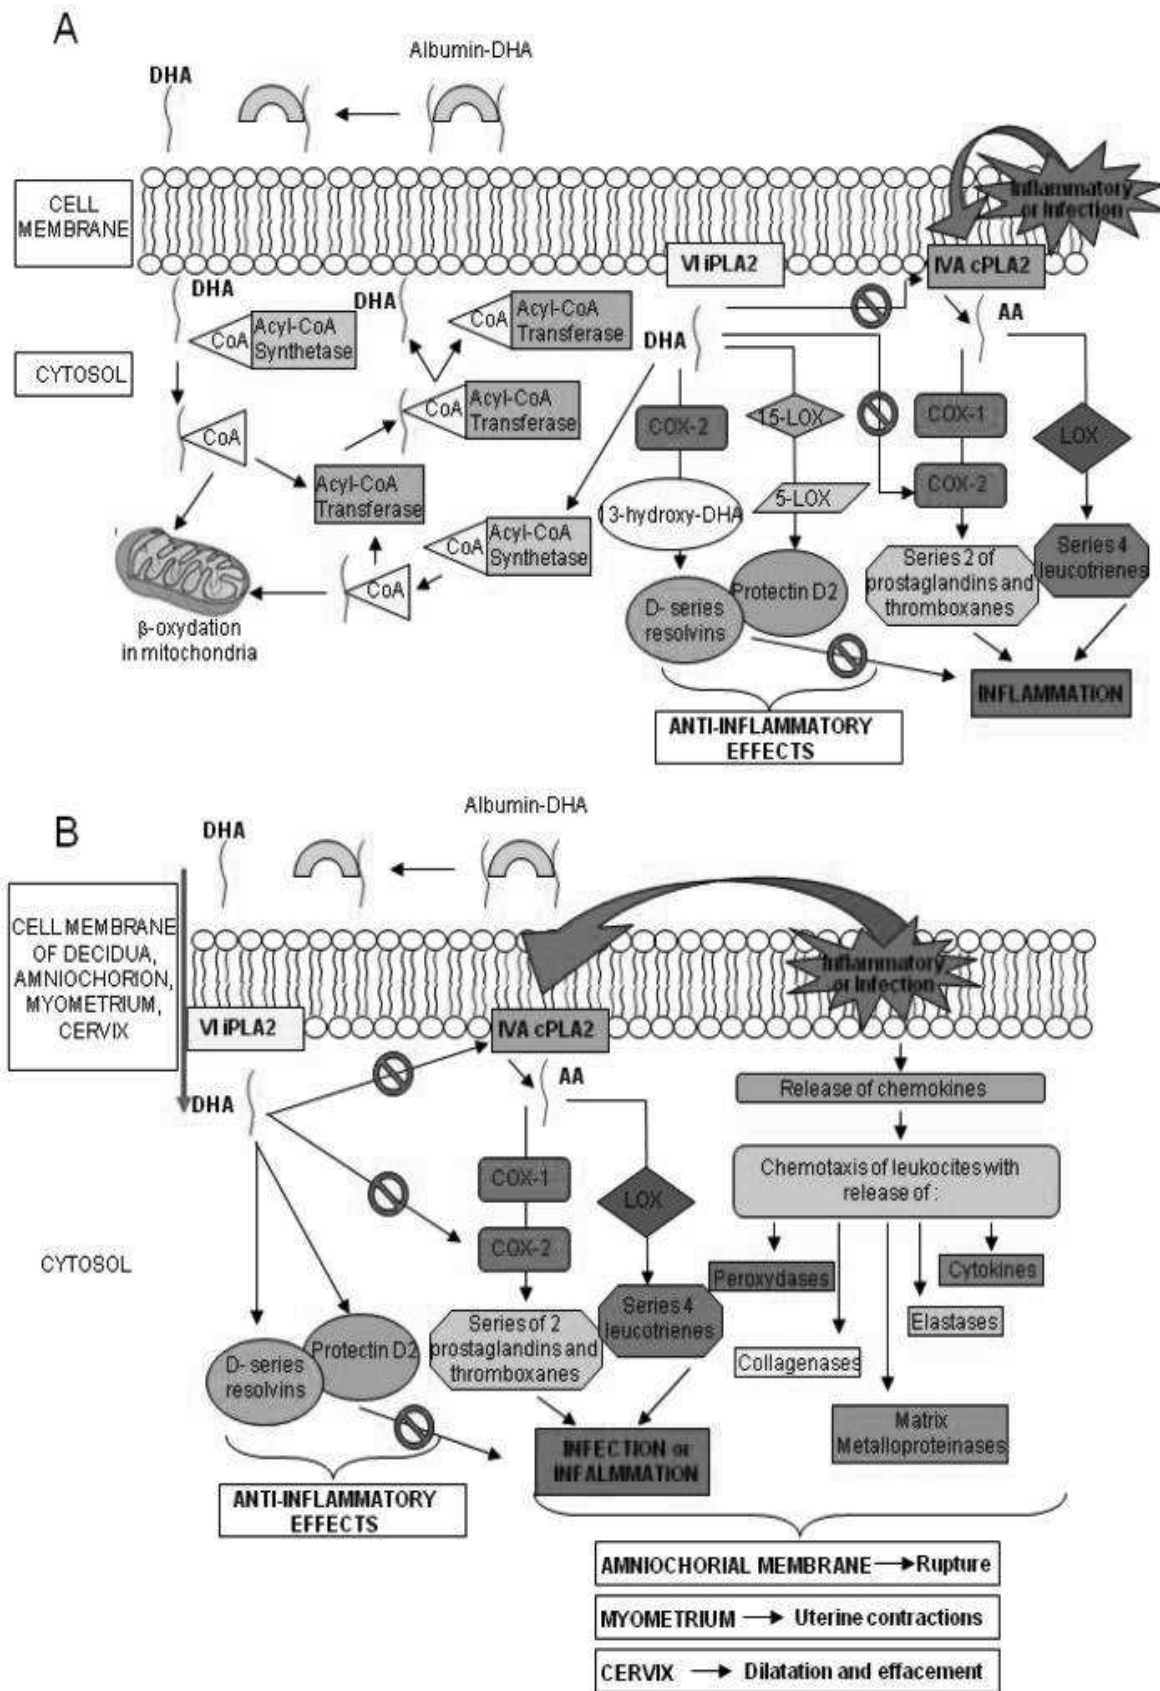 A
Albumin-DHA
DHA
CELL
MEMBRANE
Inflammatory
or Infection
VI iPLA2
IVA cPLA2
DHA
DHA
CoA
Acyl-CoA
Transferase
CoA
Acyl-CoA
Synthetase
DHA
AA
CYTOSOL
CoA
Acyl-CoA
Transferase
COX-2
15-LOX
COX-1
LOX
CoA
Acyl-CoA
Transferase
5-LOX
COX-2
13-hydroxy-DHA
CoA
Acyl-CoA
Synthetase
Series 2 of
prostaglandins and
thromboxanes
Series 4
leucotrienes
CoA
Protectin D2
D- series
resolvins
β-oxydation
in mitochondria
INFLAMMATION
ANTI-INFLAMMATORY
EFFECTS
B
Albumin-DHA
DHA
CELL MEMBRANE
OF DECIDUA,
AMNIOCHORION,
MYOMETRIUM,
CERVIX
Inflammatory
or Infection
VI iPLA2
IVA cPLA2
DHA
AA
Release of chemokines
COX-1
LOX
Chemotaxis of leukocites with
release of :
COX-2
CYTOSOL
Peroxydases
Cytokines
Series of 2
prostaglandins and
thromboxanes
Series 4
leucotrienes
Elastases
Protectin D2
D- series
resolvins
Collagenases
Matrix
Metalloproteinases
INFECTION or
INFALMMATION
ANTI-INFLAMMATORY
EFFECTS
AMNIOCHORIAL MEMBRANE → Rupture
MYOMETRIUM → Uterine contractions
CERVIX → Dilatation and effacement